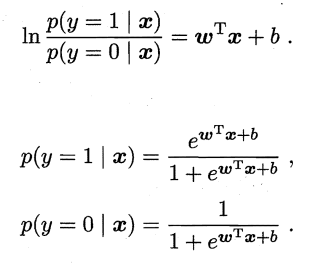 ln p(y = 1 | x) / p(y = 0 | x) = wᵀx + b .
p(y = 1 | x) = e^{wᵀx+b} / (1 + e^{wᵀx+b}) ,
p(y = 0 | x) = 1 / (1 + e^{wᵀx+b}) .